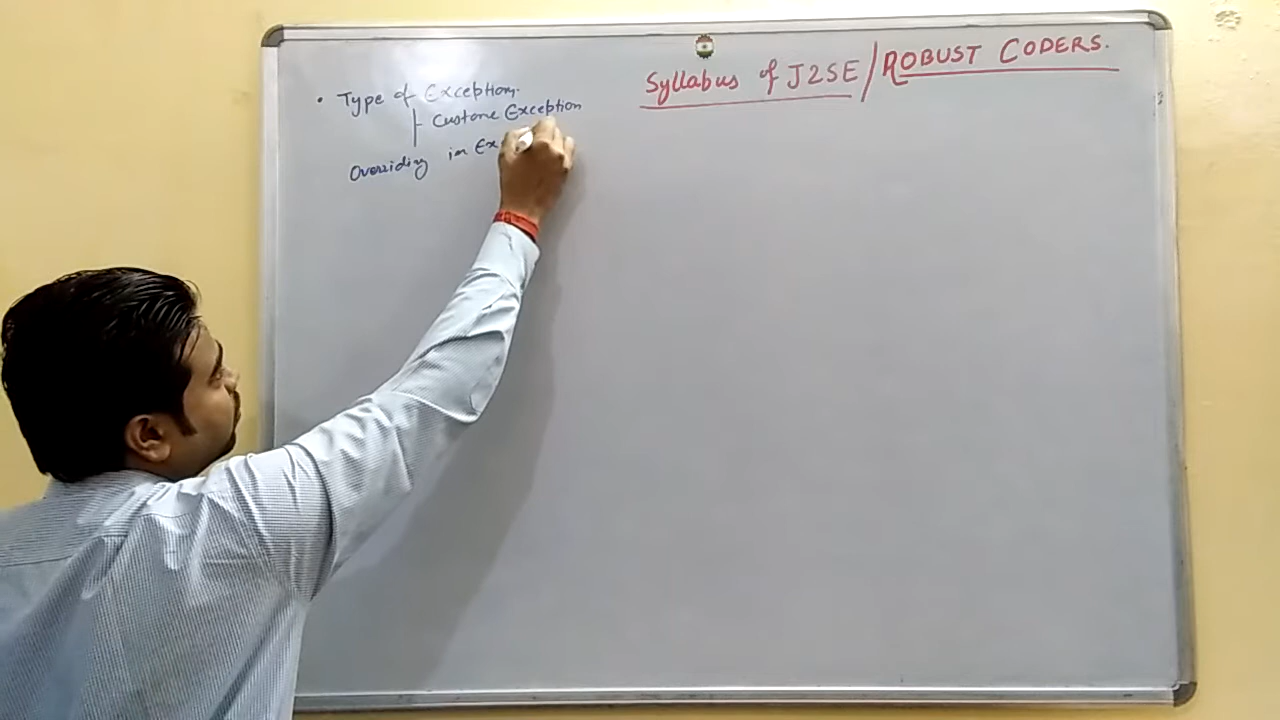 Syllabus of J2SE / ROBUST CODERS.
• Type of Exception.
Custome Exception
Overriding in Ex